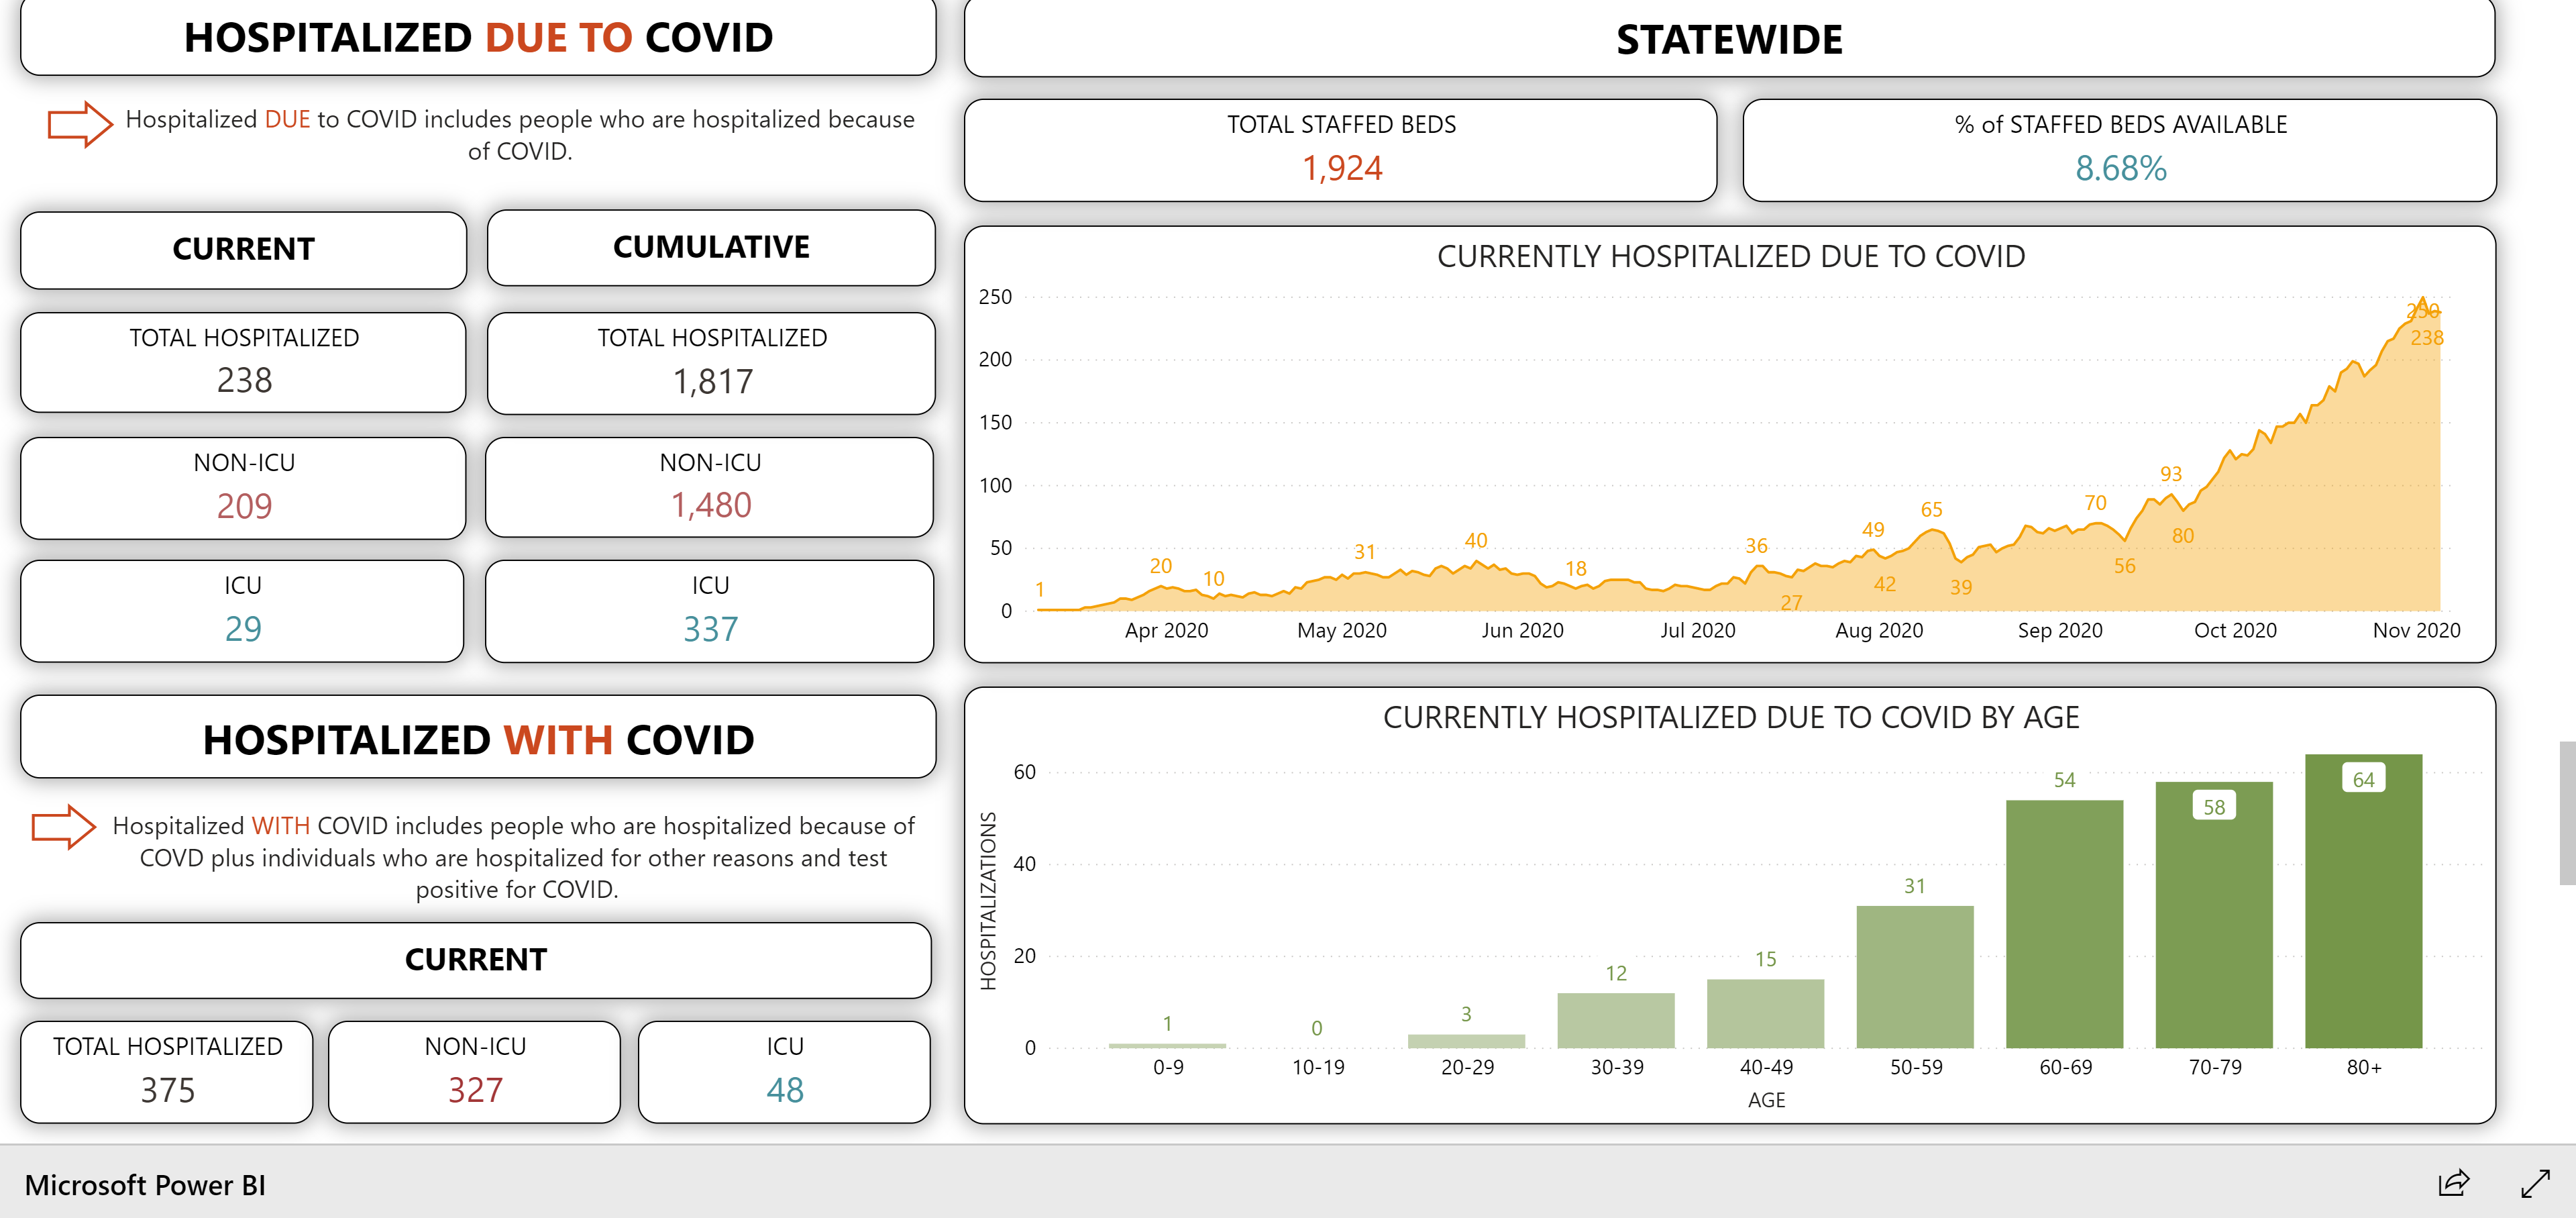 HOSPITALIZED DUE TO COVID
Hospitalized DUE to COVID includes people who are hospitalized because
of COVID.
CURRENT
CUMULATIVE
TOTAL HOSPITALIZED
238
TOTAL HOSPITALIZED
1,817
NON-ICU
209
NON-ICU
1,480
ICU
29
ICU
337
HOSPITALIZED WITH COVID
Hospitalized WITH COVID includes people who are hospitalized because of
COVD plus individuals who are hospitalized for other reasons and test
positive for COVID.
CURRENT
TOTAL HOSPITALIZED
375
NON-ICU
327
ICU
48
STATEWIDE
TOTAL STAFFED BEDS
1,924
% of STAFFED BEDS AVAILABLE
8.68%
CURRENTLY HOSPITALIZED DUE TO COVID
250
200
150
100
50
0
1
20
10
31
40
18
36
27
49
42
65
39
70
56
93
80
250
238
Apr 2020
May 2020
Jun 2020
Jul 2020
Aug 2020
Sep 2020
Oct 2020
Nov 2020
CURRENTLY HOSPITALIZED DUE TO COVID BY AGE
HOSPITALIZATIONS
60
40
20
0
1
0
3
12
15
31
54
58
64
0-9
10-19
20-29
30-39
40-49
50-59
60-69
70-79
80+
AGE
Microsoft Power BI